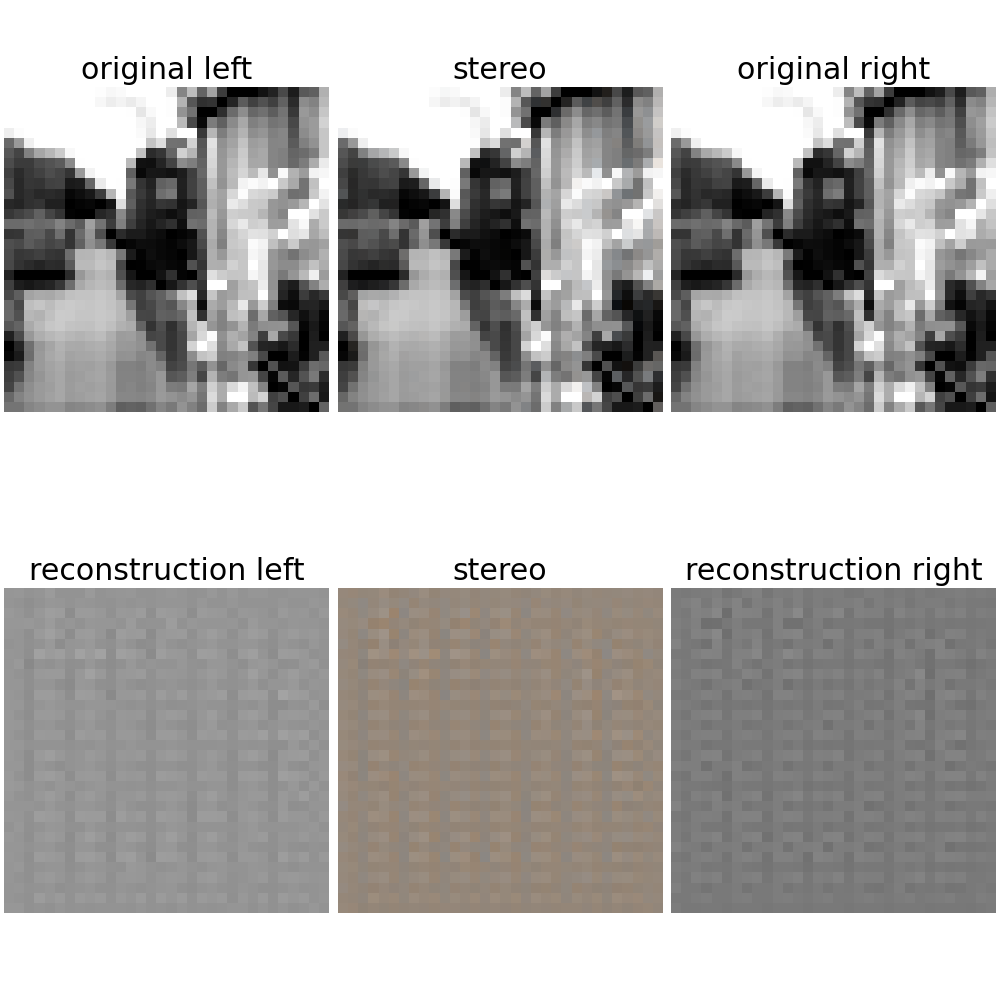 original left
stereo
original right
reconstruction left
stereo
reconstruction right